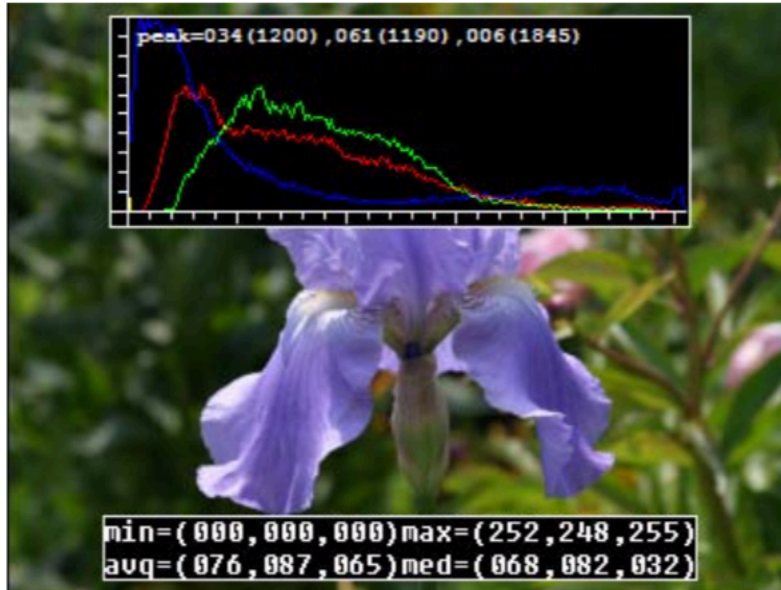 peak=034(1200),061(1190),006(1845)
min=(000,000,000)max=(252,248,255)
avg=(076,087,065)med=(068,082,032)